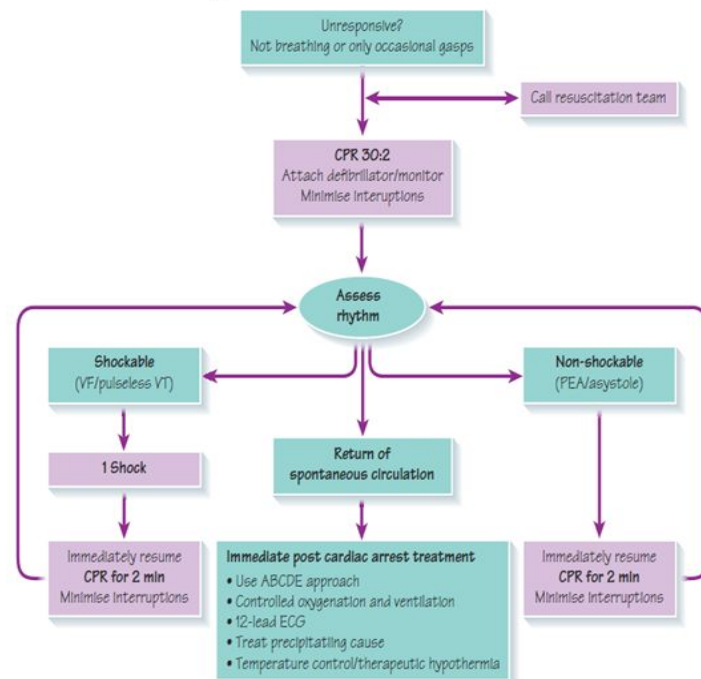 Unresponsive?
Not breathing or only occasional gasps
Call resuscitation team
CPR 30:2
Attach defibrillator/monitor
Minimise interuptions
Assess
rhythm
Shockable
(VF/pulseless VT)
Non-shockable
(PEA/asystole)
1 Shock
Return of
spontaneous circulation
Immediately resume
CPR for 2 min
Minimise interruptions
Immediate post cardiac arrest treatment
• Use ABCDE approach
• Controlled oxygenation and ventilation
• 12-lead ECG
• Treat precipitatiing cause
• Temperature control/therapeutic hypothermia
Immediately resume
CPR for 2 min
Minimise interruptions